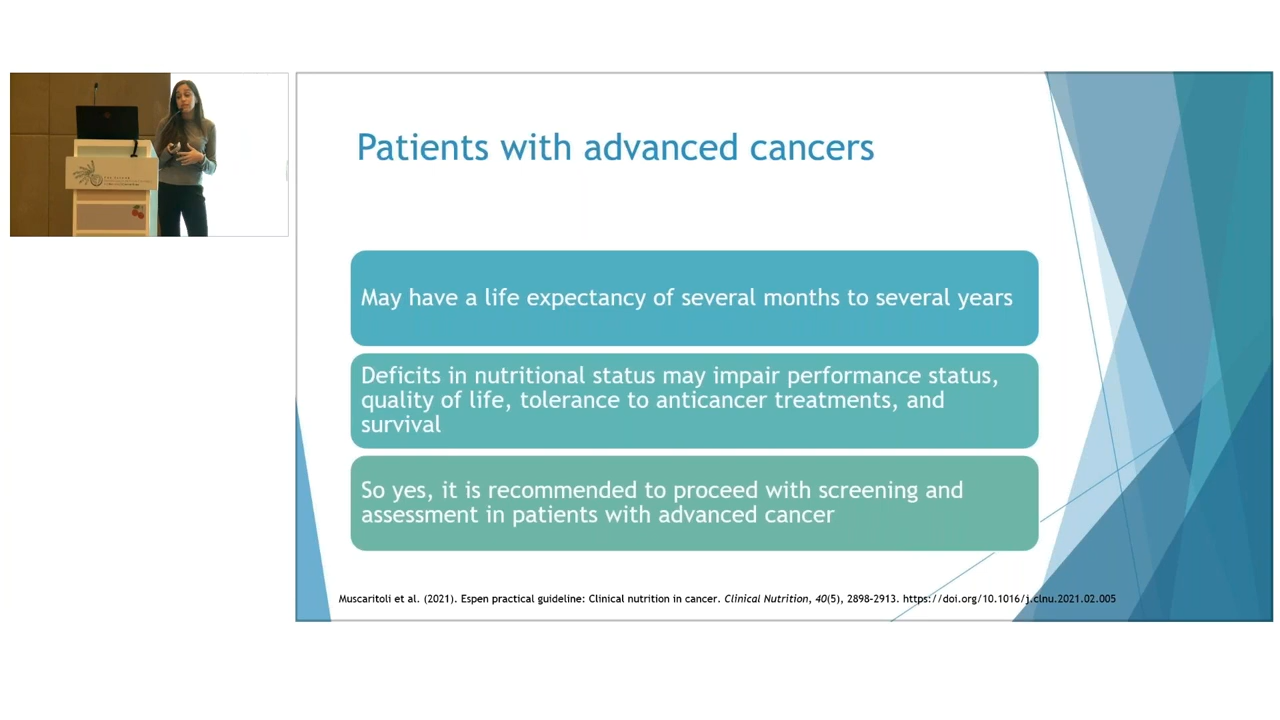 Patients with advanced cancers
May have a life expectancy of several months to several years
Deficits in nutritional status may impair performance status,
quality of life, tolerance to anticancer treatments, and
survival
So yes, it is recommended to proceed with screening and
assessment in patients with advanced cancer
Muscaritoli et al. (2021). Espen practical guideline: Clinical nutrition in cancer. Clinical Nutrition, 40(5), 2898-2913. https://doi.org/10.1016/j.clnu.2021.02.005